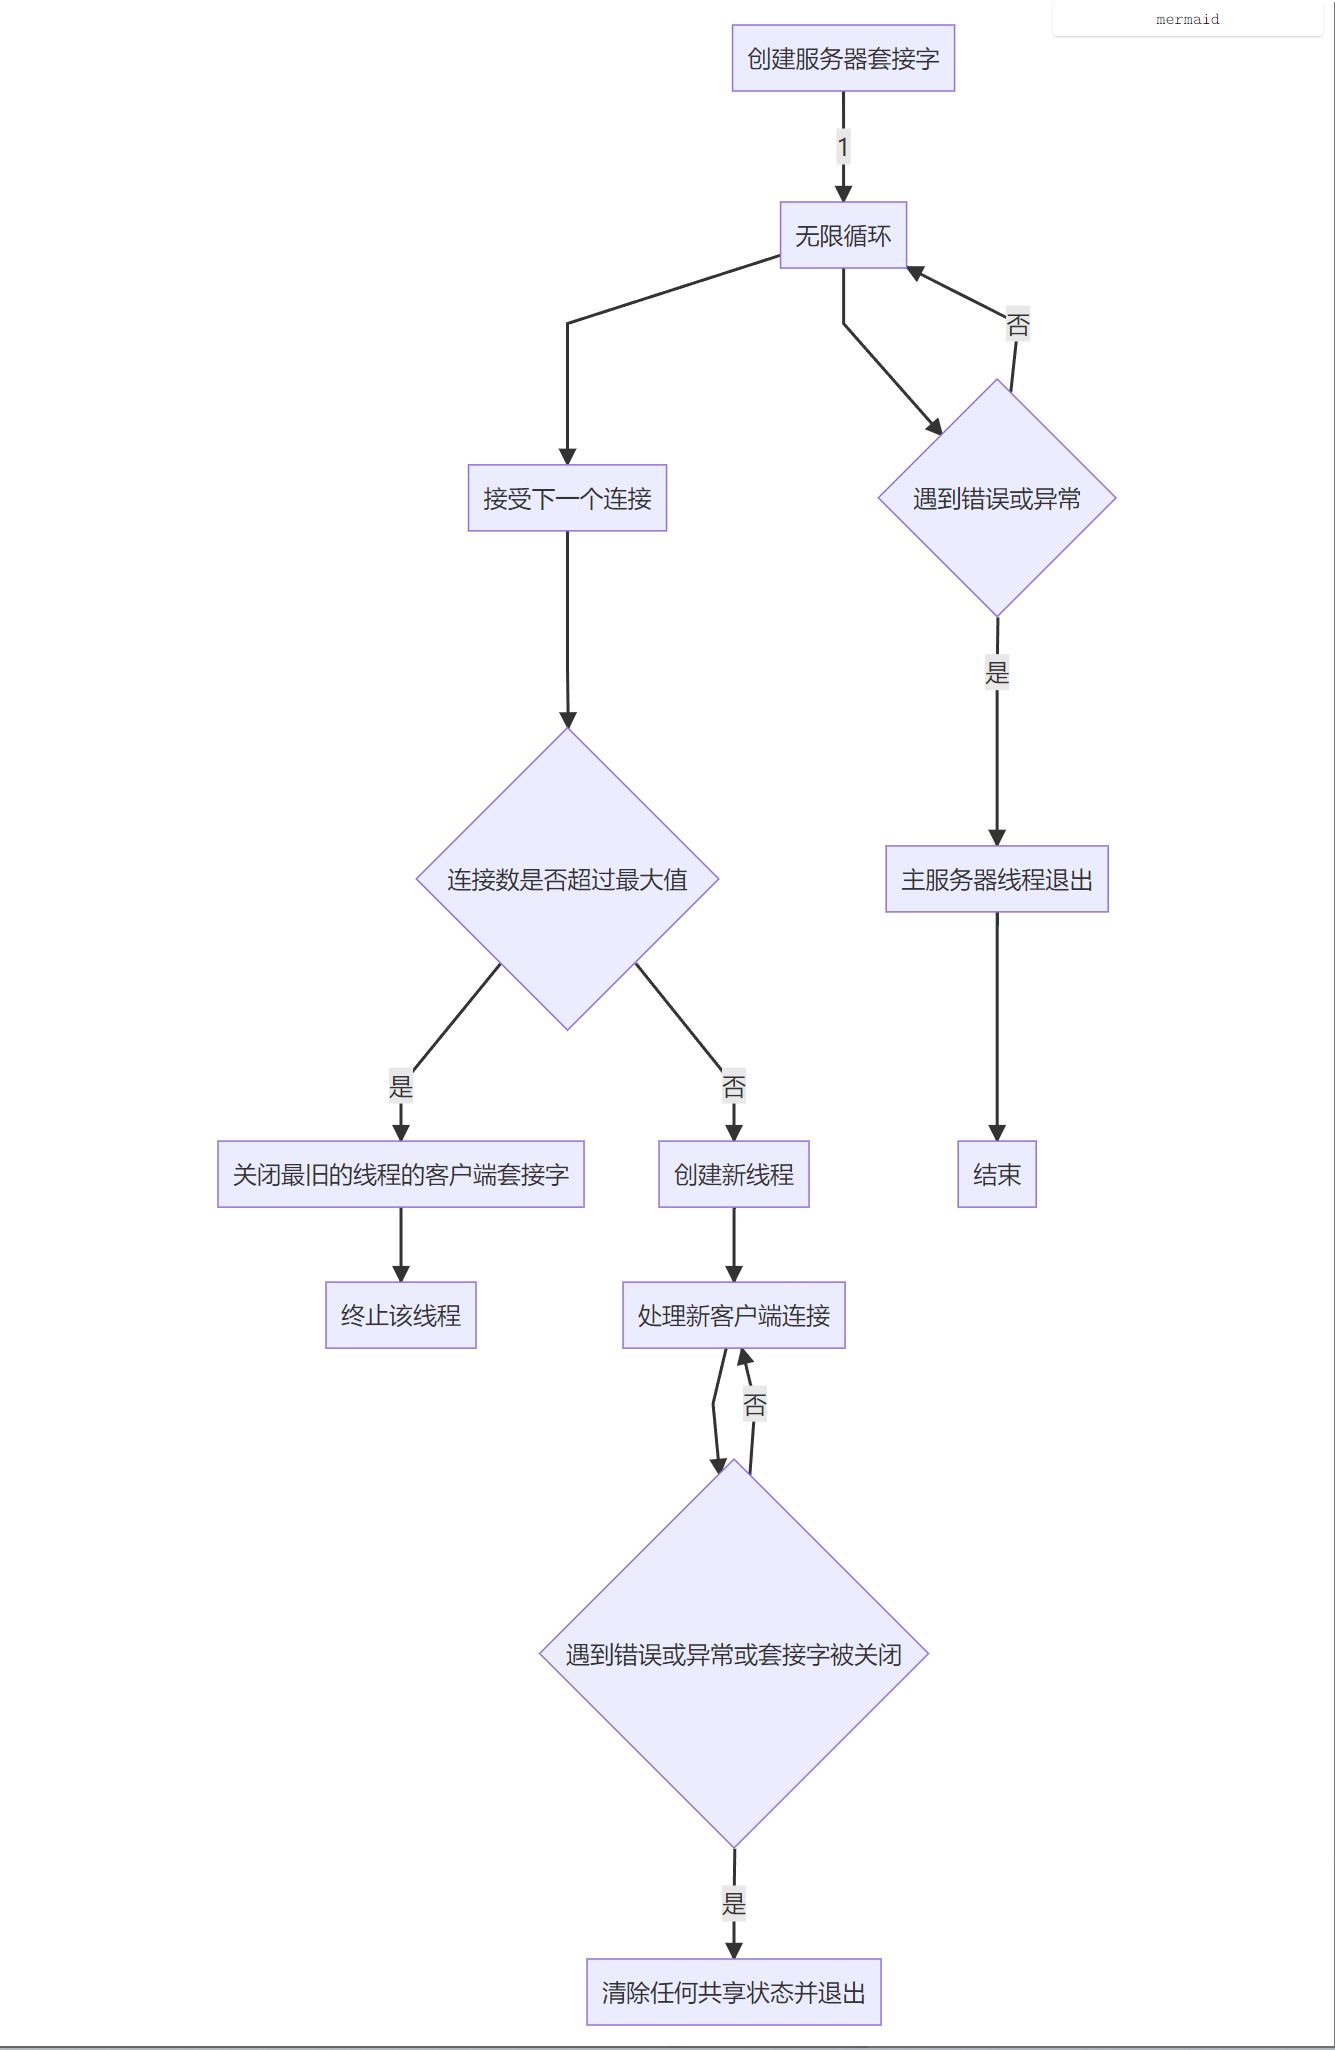 mermaid
创建服务器套接字
1
无限循环
否
接受下一个连接
遇到错误或异常
是
连接数是否超过最大值
主服务器线程退出
是
否
关闭最旧的线程的客户端套接字
创建新线程
结束
终止该线程
处理新客户端连接
否
遇到错误或异常或套接字被关闭
是
清除任何共享状态并退出